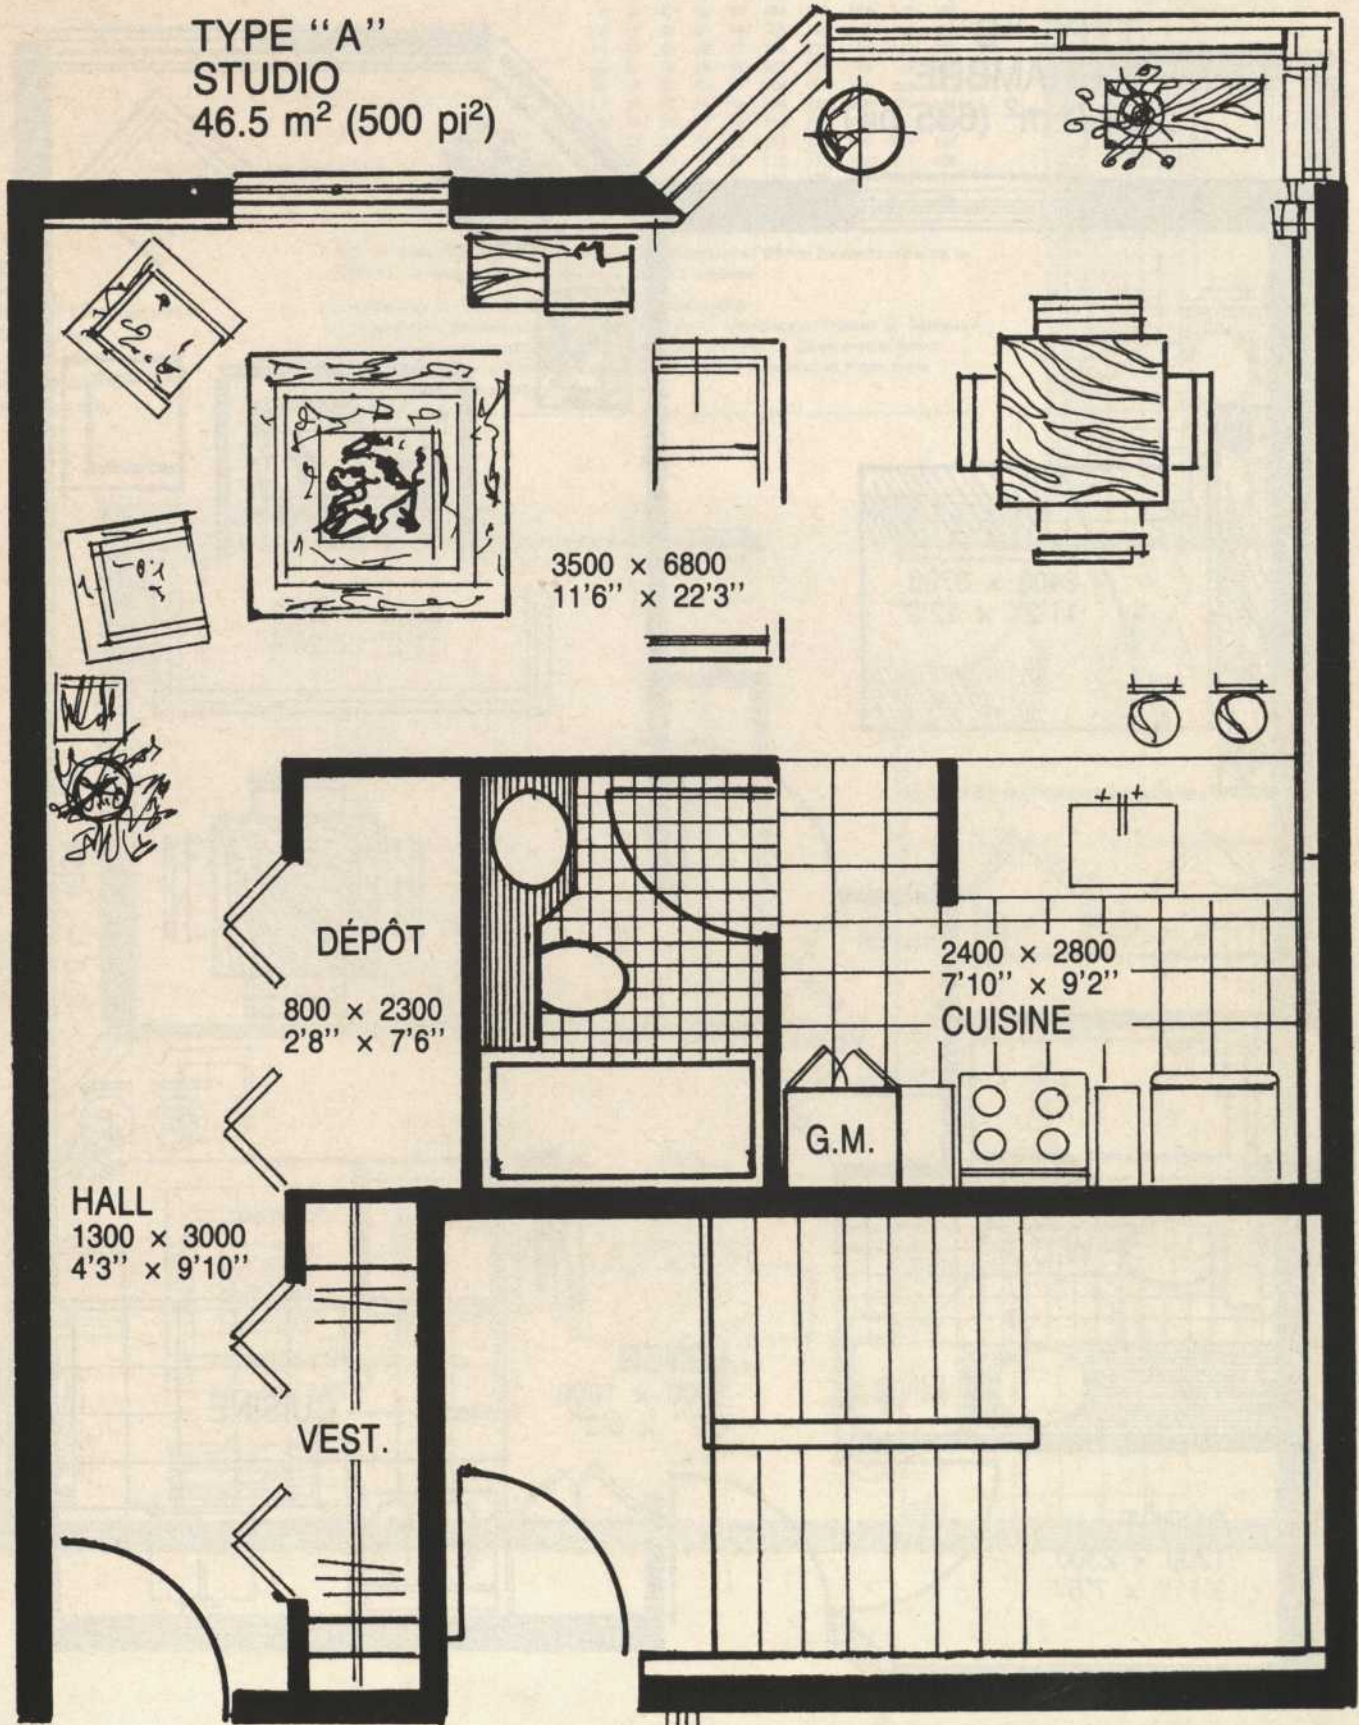 TYPE “A”
STUDIO
46.5 m² (500 pi²)
3500 × 6800
11'6'' × 22'3''
DÉPÔT
800 × 2300
2'8'' × 7'6''
2400 × 2800
7'10'' × 9'2''
CUISINE
G.M.
HALL
1300 × 3000
4'3'' × 9'10''
VEST.